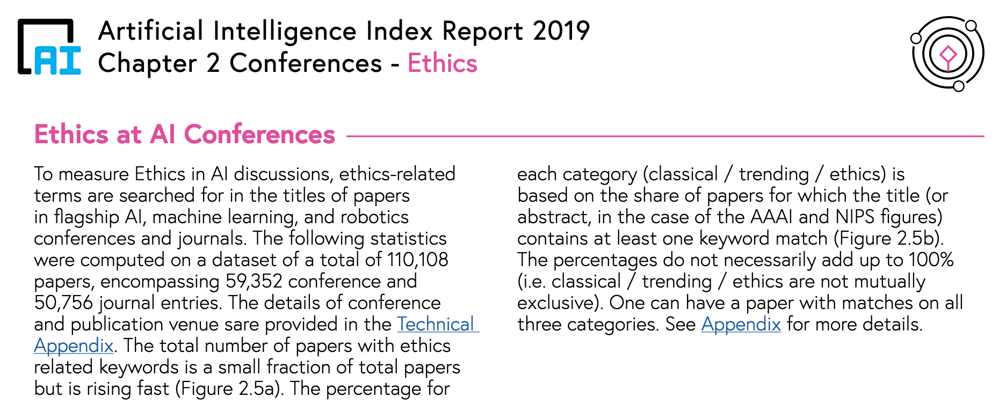 AI
Artificial Intelligence Index Report 2019
Chapter 2 Conferences - Ethics
Ethics at AI Conferences
To measure Ethics in AI discussions, ethics-related
terms are searched for in the titles of papers
in flagship AI, machine learning, and robotics
conferences and journals. The following statistics
were computed on a dataset of a total of 110,108
papers, encompassing 59,352 conference and
50,756 journal entries. The details of conference
and publication venue sare provided in the Technical
Appendix. The total number of papers with ethics
related keywords is a small fraction of total papers
but is rising fast (Figure 2.5a). The percentage for
each category (classical / trending / ethics) is
based on the share of papers for which the title (or
abstract, in the case of the AAAI and NIPS figures)
contains at least one keyword match (Figure 2.5b).
The percentages do not necessarily add up to 100%
(i.e. classical / trending / ethics are not mutually
exclusive). One can have a paper with matches on all
three categories. See Appendix for more details.